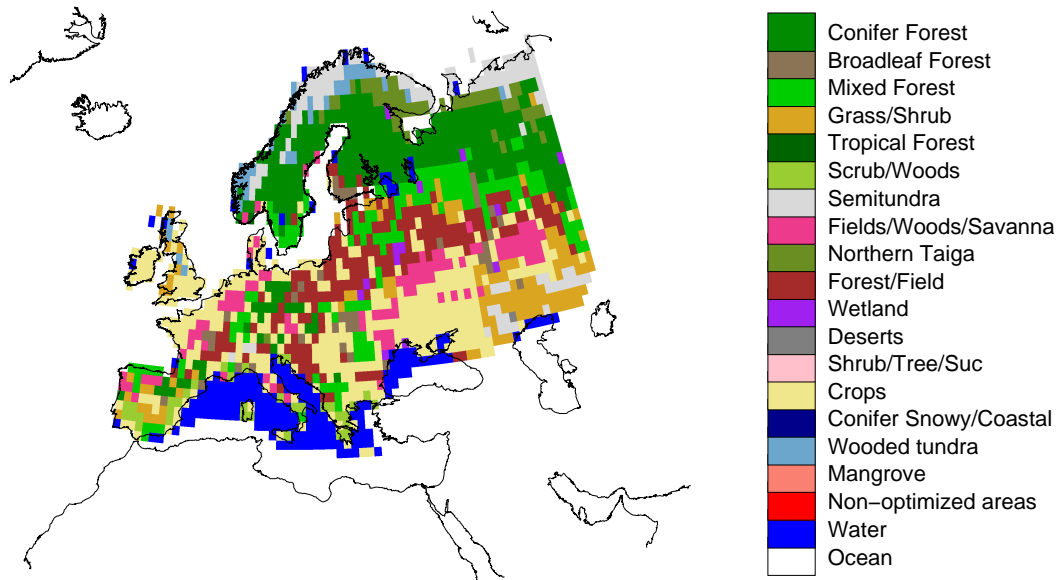 Conifer Forest
Broadleaf Forest
Mixed Forest
Grass/Shrub
Tropical Forest
Scrub/Woods
Semitundra
Fields/Woods/Savanna
Northern Taiga
Forest/Field
Wetland
Deserts
Shrub/Tree/Suc
Crops
Conifer Snowy/Coastal
Wooded tundra
Mangrove
Non−optimized areas
Water
Ocean